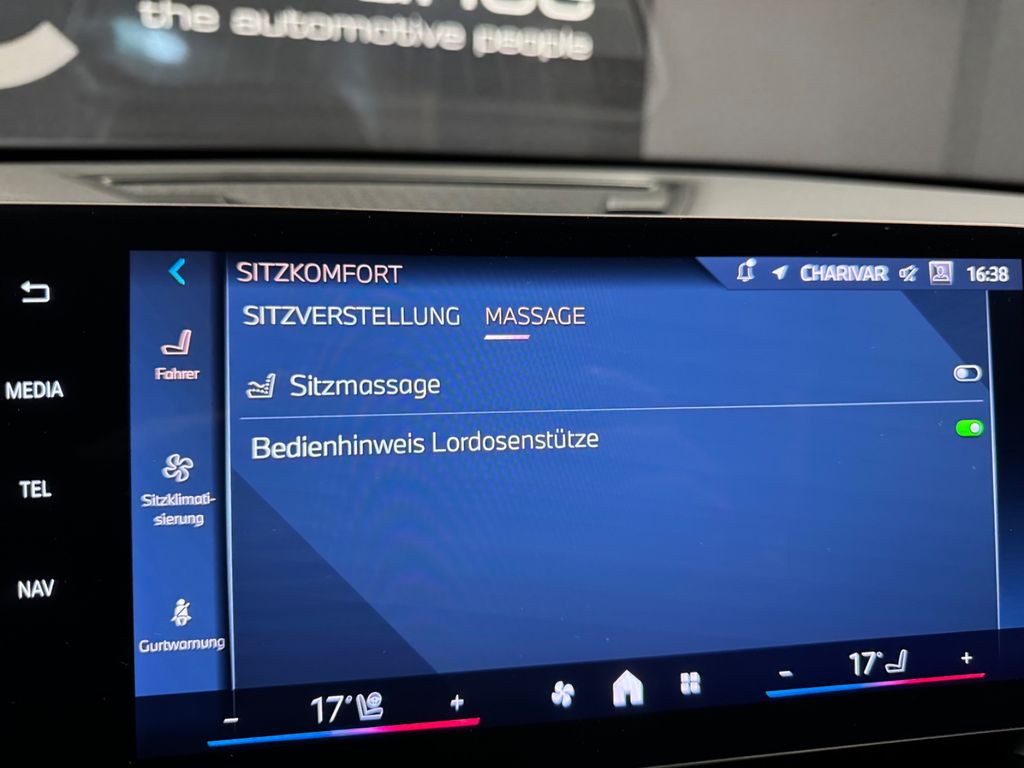 the automotive people
SITZKOMFORT
CHARIVAR
16:38
SITZVERSTELLUNG MASSAGE
Fahrer
Sitzmassage
MEDIA
Bedienhinweis Lordosenstütze
TEL
Sitzklimati-
sierung
NAV
Gurtwarnung
- 17° +
- 17° +